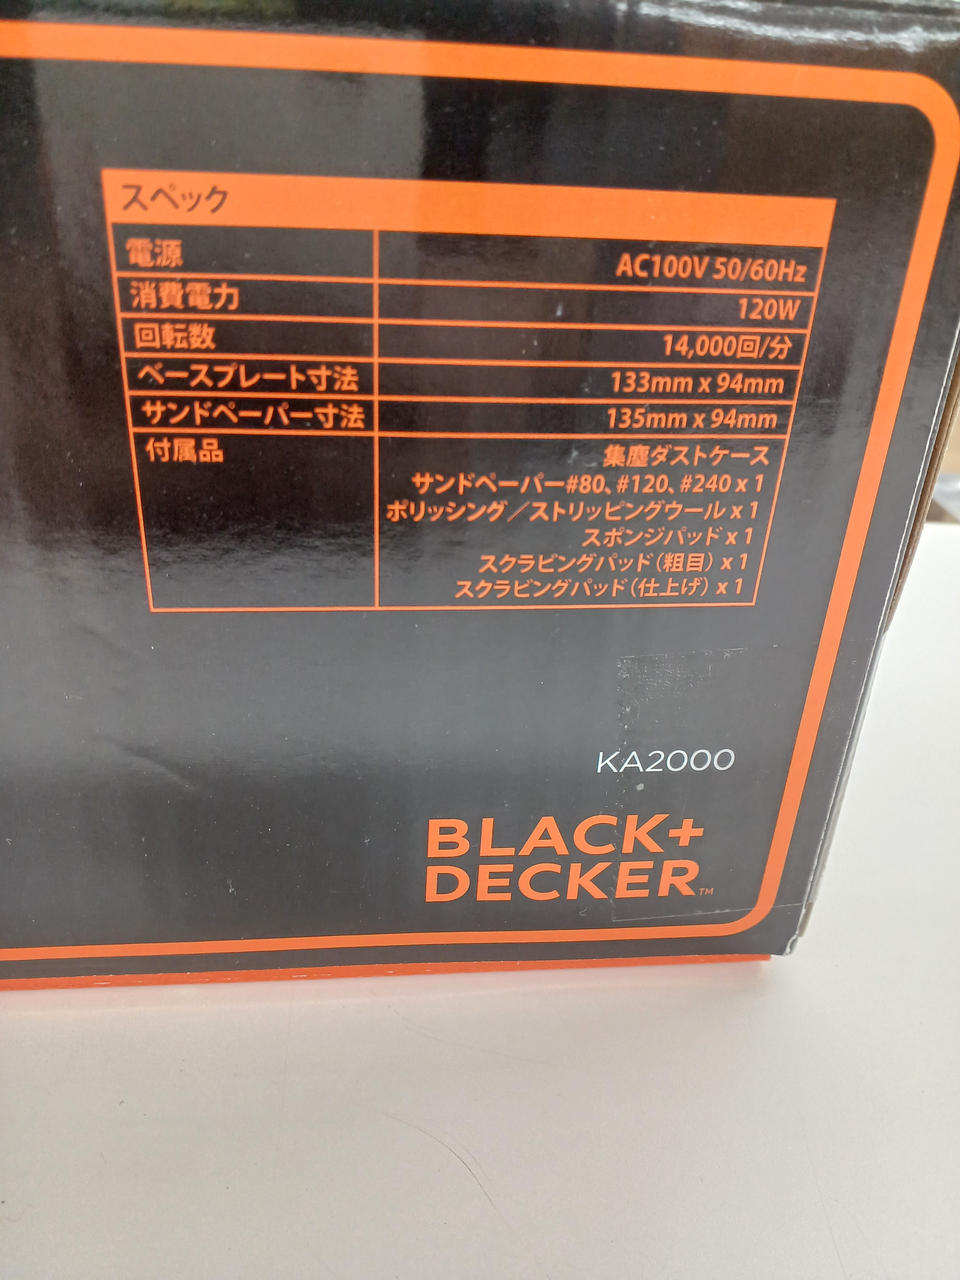 スペック
電源 AC100V 50/60Hz
消費電力 120W
回転数 14,000回/分
ベースプレート寸法 133mm x 94mm
サンドペーパー寸法 135mm x 94mm
付属品 集塵ダストケース
サンドペーパー#80、#120、#240 x 1
ポリッシング／ストリッピングウール x 1
スポンジパッド x 1
スクラビングパッド（粗目）x 1
スクラビングパッド（仕上げ）x 1
KA2000
BLACK+
DECKER™